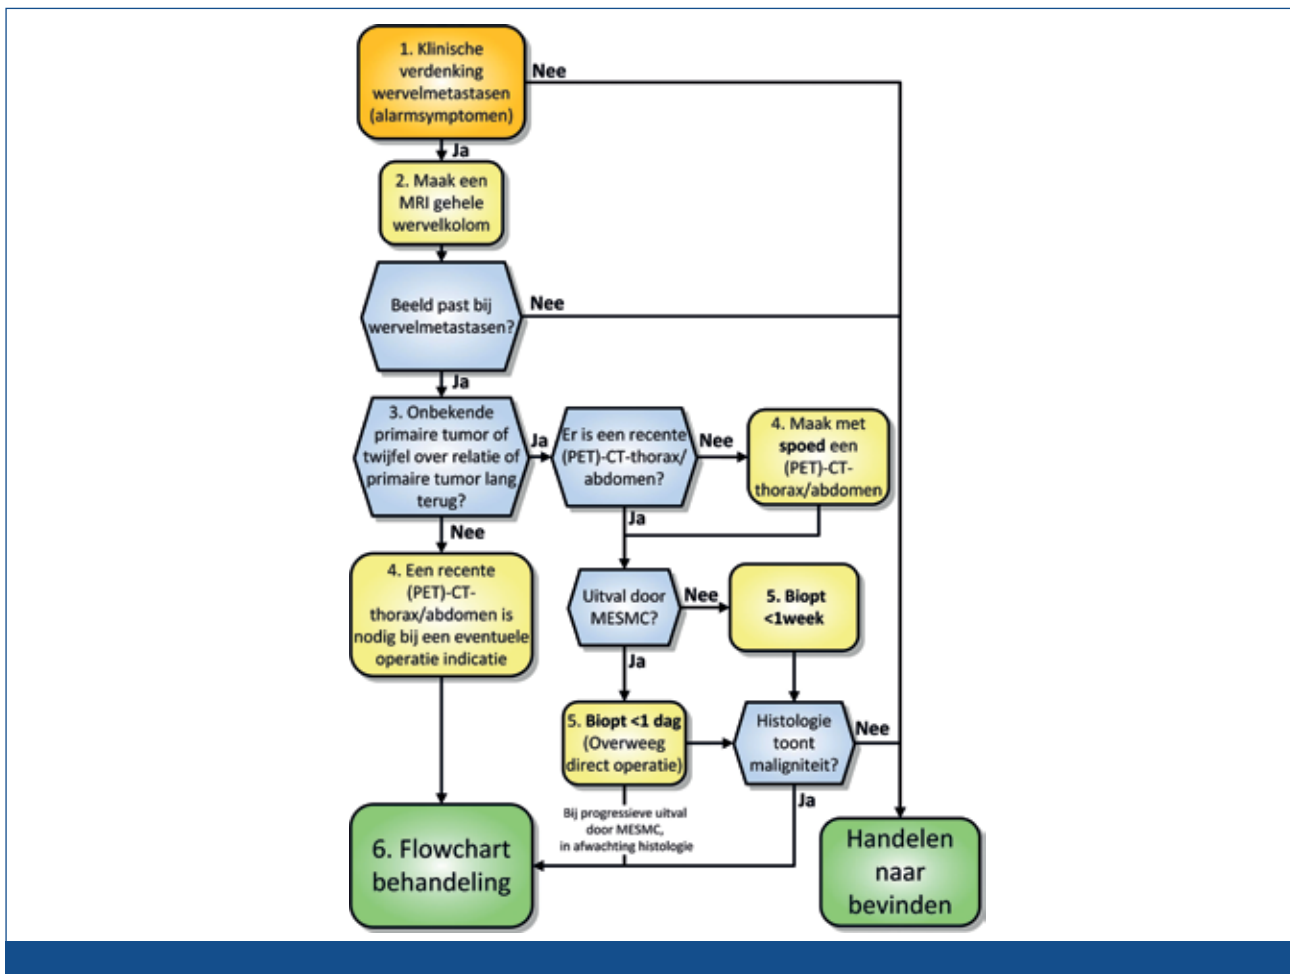 1. Klinische
verdenking
wervelmetastasen
(alarmsymptomen)
Nee
Ja
2. Maak een
MRI gehele
wervelkolom
Beeld past bij
wervelmetastasen?
Nee
Ja
3. Onbekende
primaire tumor of
twijfel over relatie of
primaire tumor lang
terug?
Ja
Er is een recente
(PET)-CT-thorax/
abdomen?
Nee
4. Maak met
spoed een
(PET)-CT-
thorax/abdomen
Nee
Ja
4. Een recente
(PET)-CT-
thorax/abdomen is
nodig bij een eventuele
operatie indicatie
Uitval door
MESMC?
Nee
5. Biopt
<1week
Ja
5. Biopt <1 dag
(Overweeg
direct operatie)
Histologie
toont
maligniteit?
Nee
Ja
Bij progressieve uitval
door MESMC,
in afwachting histologie
6. Flowchart
behandeling
Handelen
naar
bevinden